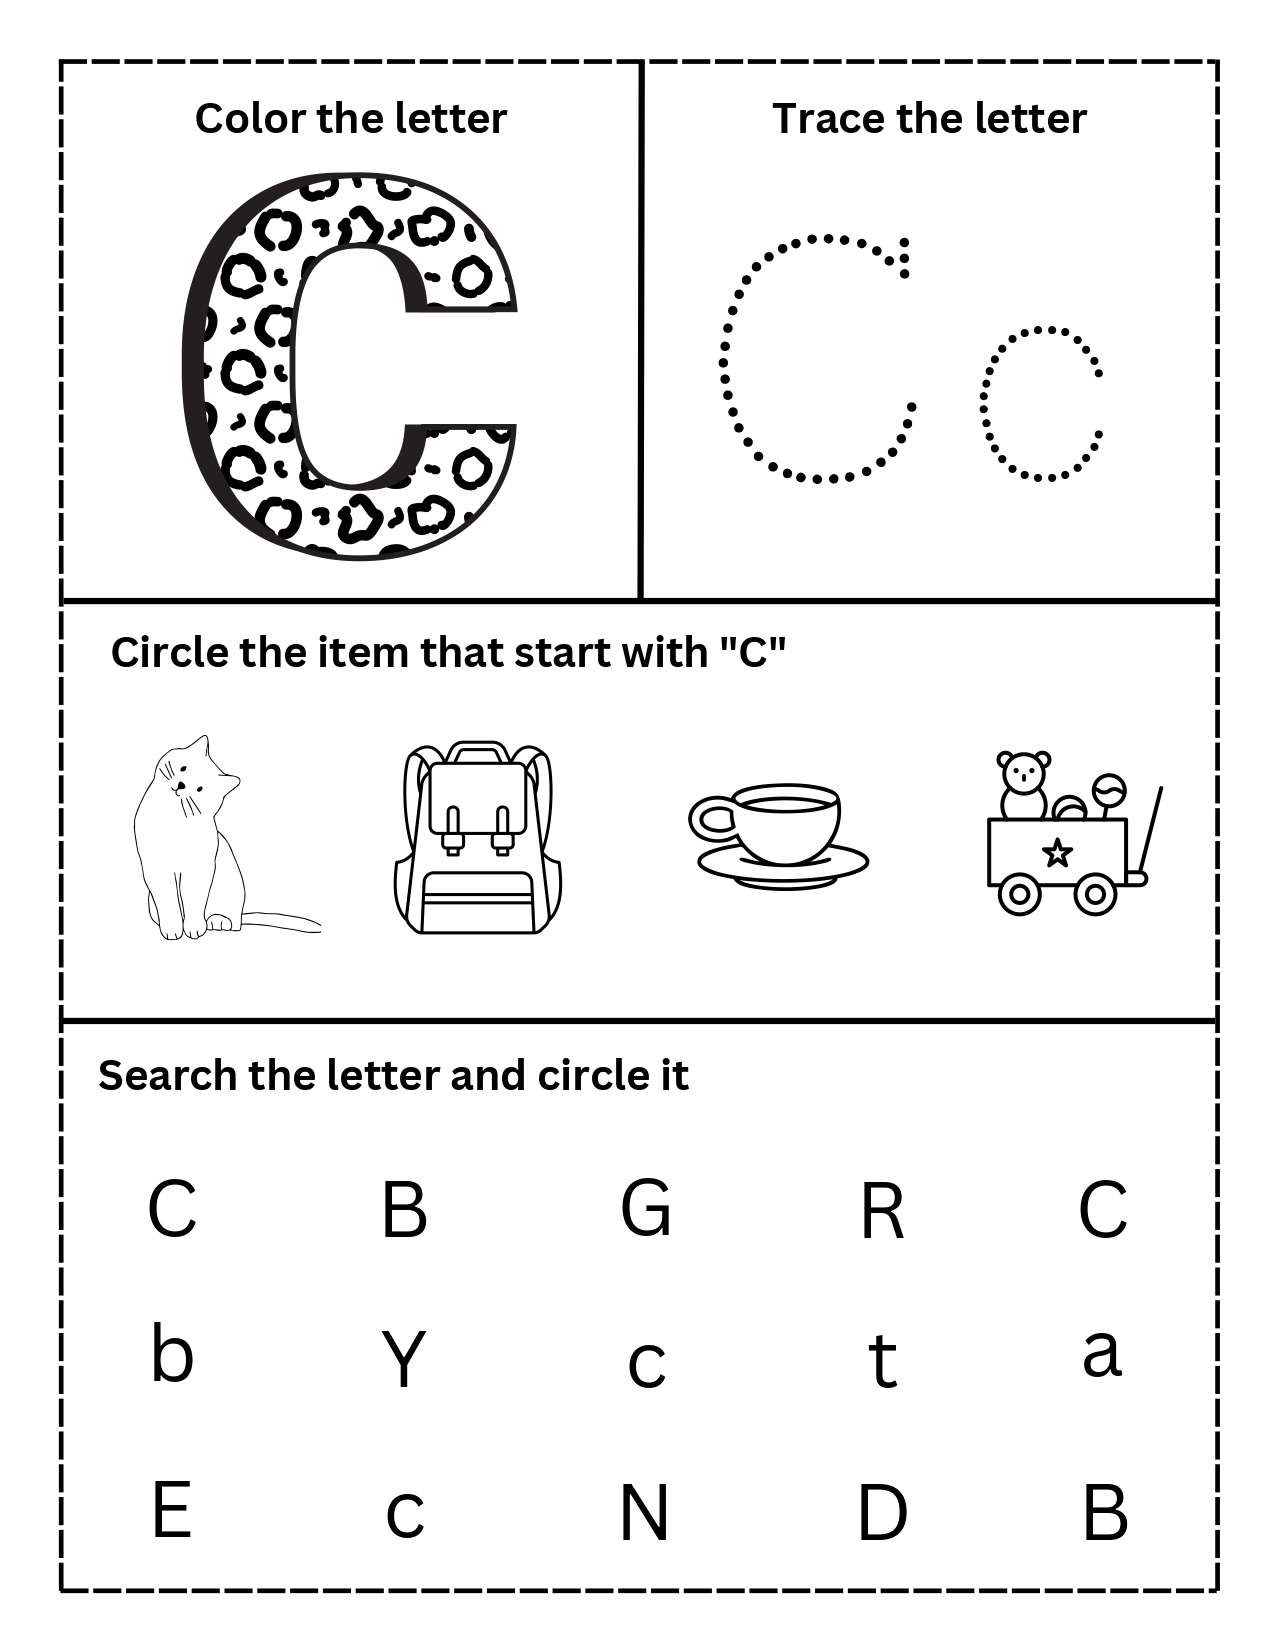 Color the letter
Trace the letter
C
C c
Circle the item that start with "C"
Search the letter and circle it
C B G R C
b Y c t a
E c N D B